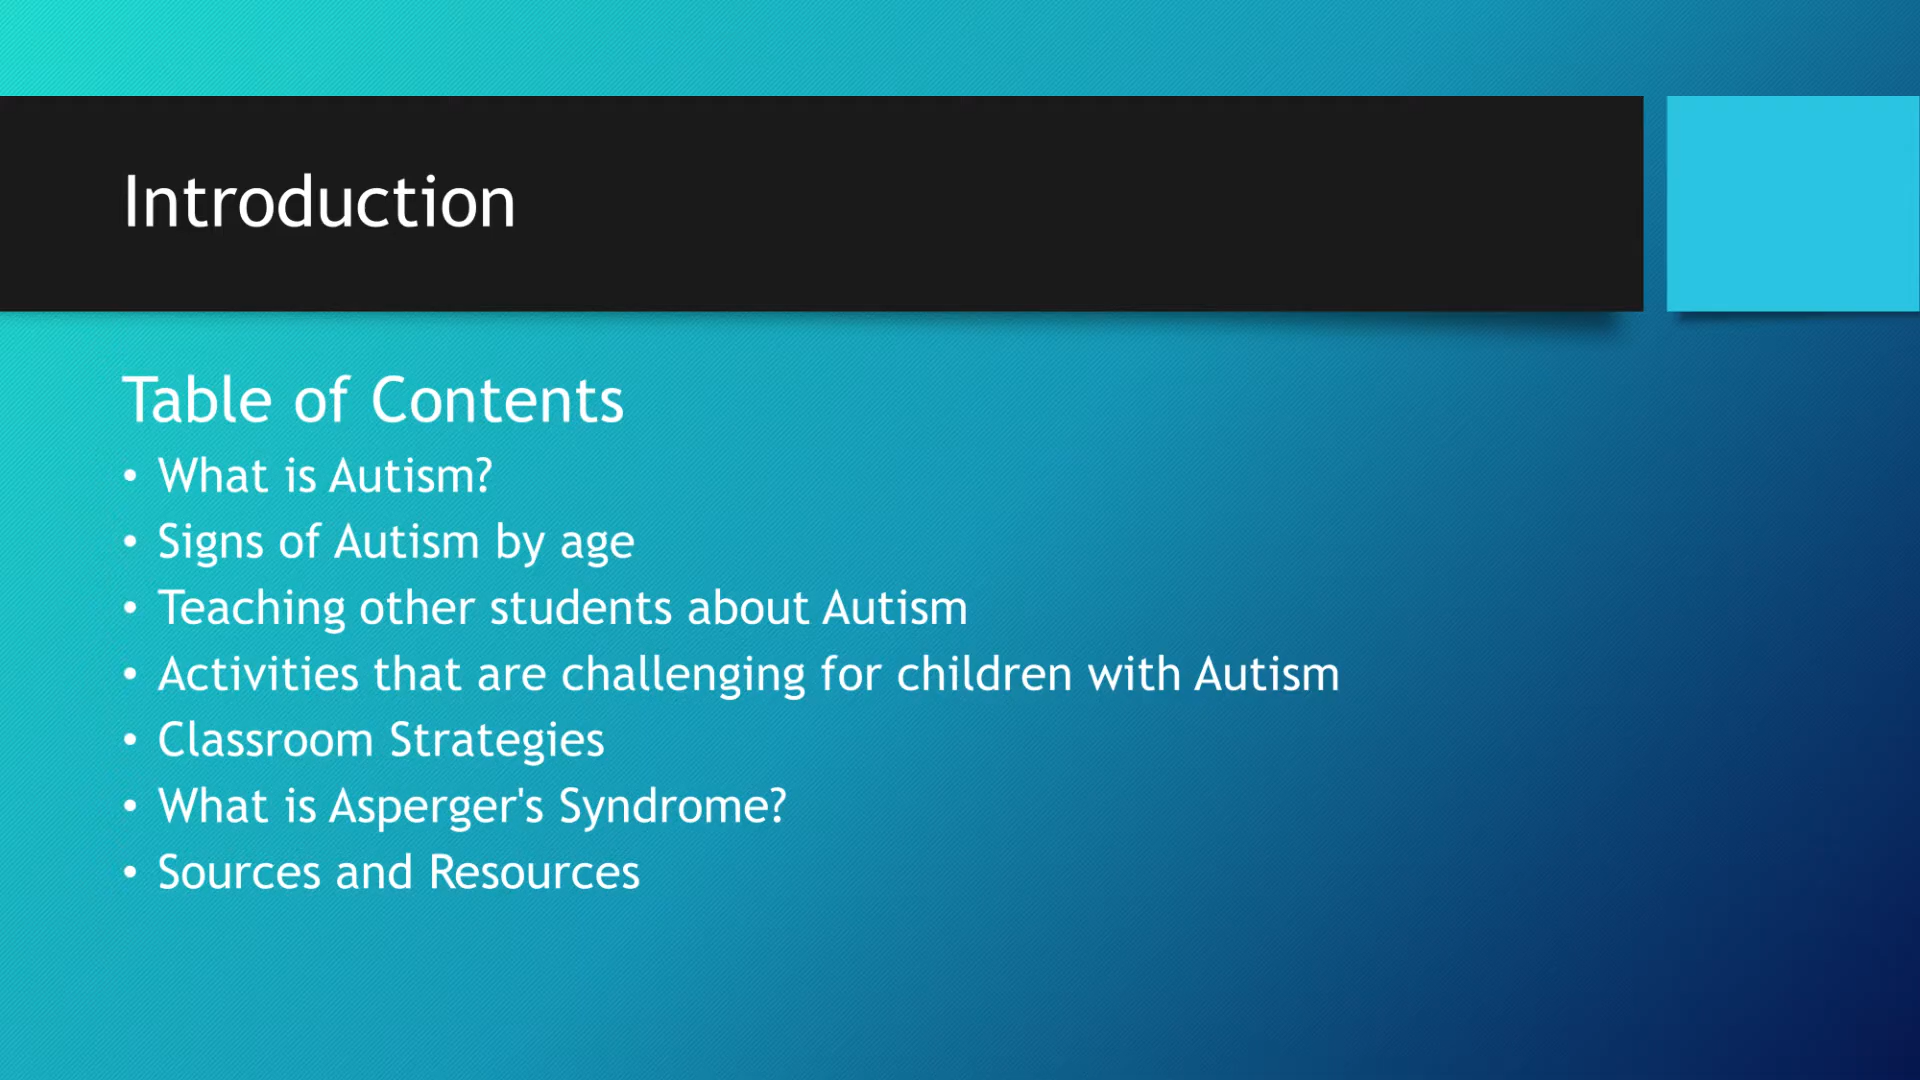 Introduction
Table of Contents
• What is Autism?
• Signs of Autism by age
• Teaching other students about Autism
• Activities that are challenging for children with Autism
• Classroom Strategies
• What is Asperger's Syndrome?
• Sources and Resources